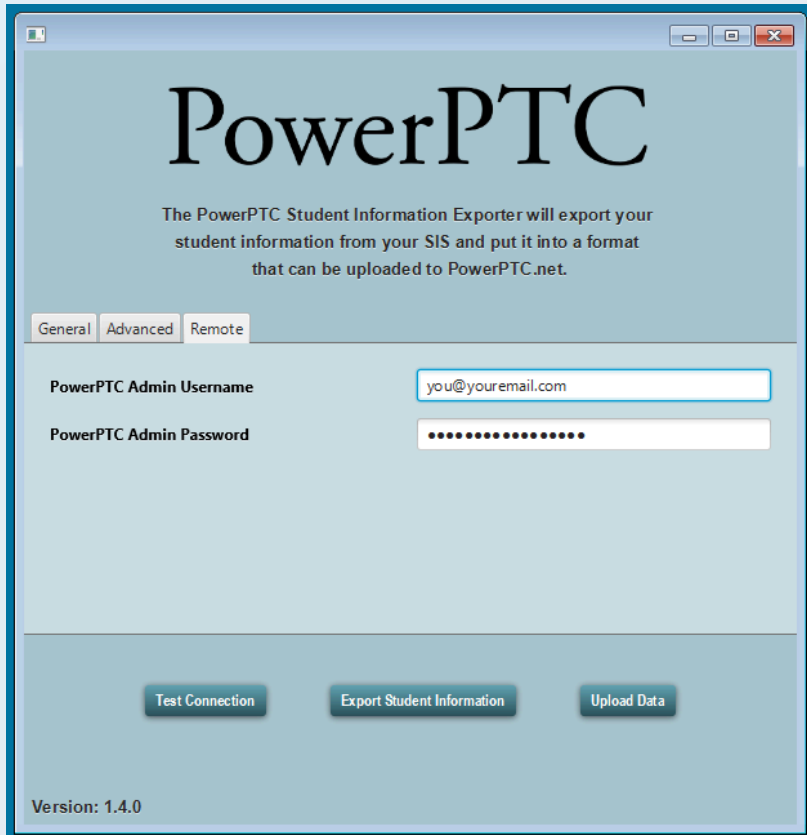 PowerPTC
The PowerPTC Student Information Exporter will export your
student information from your SIS and put it into a format
that can be uploaded to PowerPTC.net.
General Advanced Remote
PowerPTC Admin Username you@youremail.com
PowerPTC Admin Password •••••••••••••••••
Test Connection Export Student Information Upload Data
Version: 1.4.0